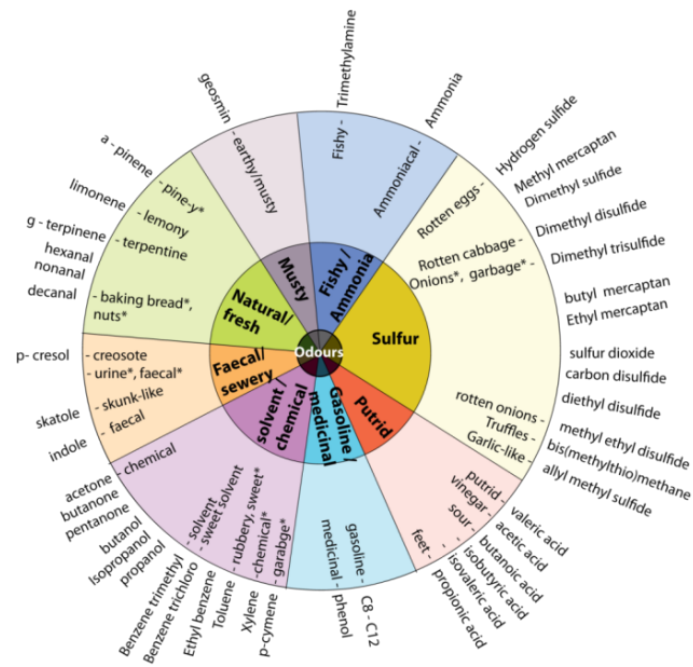 Odours
Fishy /
Ammonia
Sulfur
Putrid
Gasoline /
medicinal
solvent /
chemical
Faecal/
sewery
Natural/
fresh
Musty
Fishy -
Ammoniacal -
Rotten eggs -
Rotten cabbage -
Onions*, garbage* -
rotten onions -
Truffles -
Garlic-like -
putrid -
vinegar -
sour -
-
-
feet -
gasoline -
medicinal -
- garabge*
-chemical*
- rubbery, sweet*
- sweet solvent
- solvent
- chemical
- faecal
- skunk-like
- urine*, faecal*
- creosote
- baking bread*,
nuts*
- terpentine
- lemony
- pine-y*
- earthy/musty
Trimethylamine
Ammonia
Hydrogen sulfide
Methyl mercaptan
Dimethyl sulfide
Dimethyl disulfide
Dimethyl trisulfide
butyl mercaptan
Ethyl mercaptan
sulfur dioxide
carbon disulfide
diethyl disulfide
methyl ethyl disulfide
bis(methylthio)methane
allyl methyl sulfide
valeric acid
acetic acid
butanoic acid
isobutyric acid
isovaleric acid
propionic acid
C8 - C12
phenol
p-cymene
Xylene
Toluene
Ethyl benzene
Benzene trichloro
Benzene trimethyl
propanol
Isopropanol
butanol
pentanone
butanone
acetone
indole
skatole
p- cresol
decanal
nonanal
hexanal
g - terpinene
limonene
a - pinene
geosmin